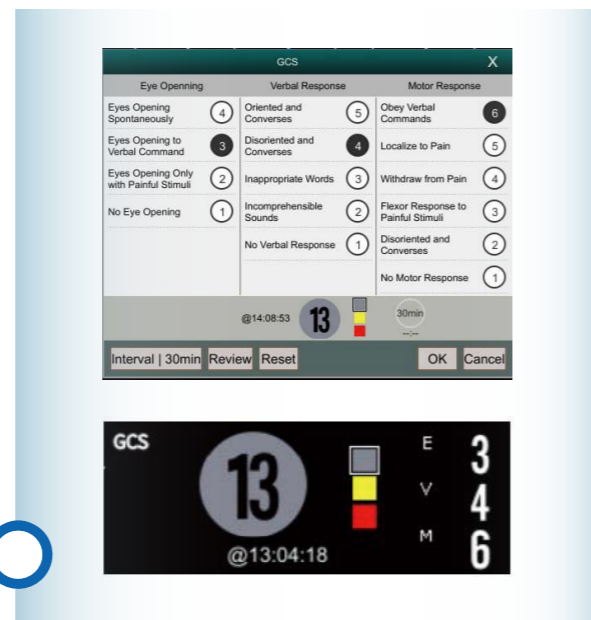 GCS X
Eye Openning Verbal Response Motor Response
Eyes Opening
Spontaneously
4
Oriented and
Converses
5
Obey Verbal
Commands
6
Eyes Opening to
Verbal Command
3
Disoriented and
Converses
4
Localize to Pain
5
Eyes Opening Only
with Painful Stimuli
2
Inappropriate Words
3
Withdraw from Pain
4
No Eye Opening
1
Incomprehensible
Sounds
2
Flexor Response to
Painful Stimuli
3
No Verbal Response
1
Disoriented and
Converses
2
No Motor Response
1
@14:08:53 13 30min
--:--
Interval | 30min Review Reset OK Cancel
GCS
13
@13:04:18
E 3
V 4
M 6